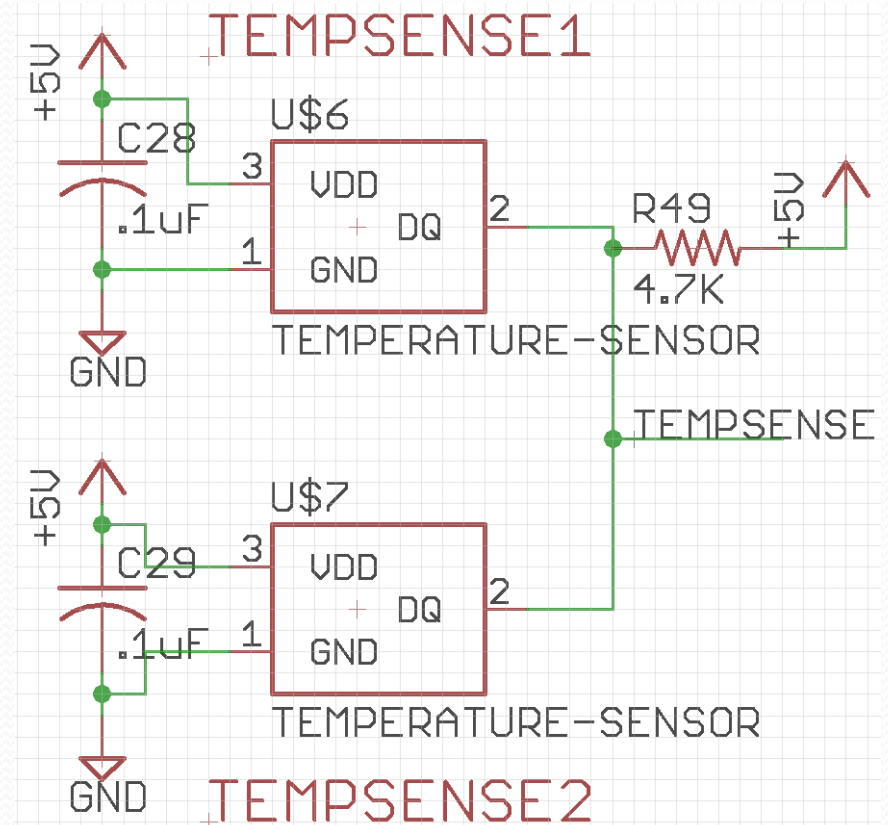 TEMPSENSE1
+5V
U$6
C28
3
VDD
2
R49
+5V
.1uF
DQ
1
GND
4.7K
TEMPERATURE-SENSOR
GND
TEMPSENSE
+5V
U$7
C29
3
VDD
2
DQ
.1uF
1
GND
TEMPERATURE-SENSOR
GND
TEMPSENSE2